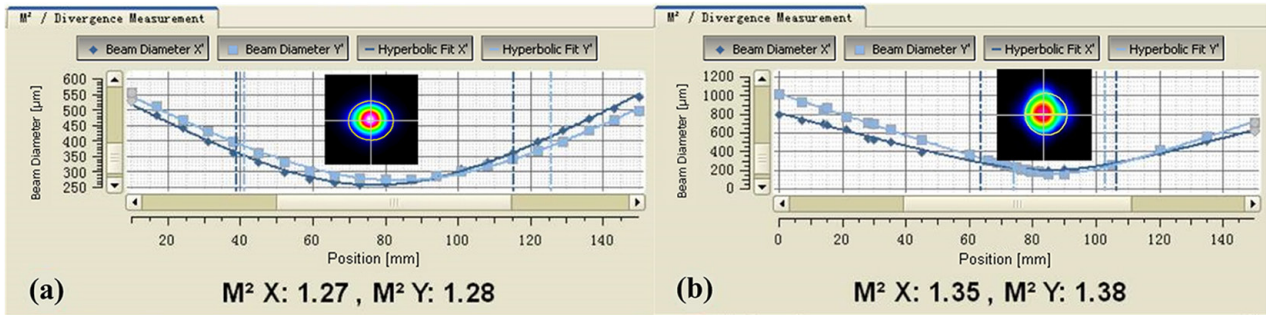 M² / Divergence Measurement
Beam Diameter X'
Beam Diameter Y'
Hyperbolic Fit X'
Hyperbolic Fit Y'
Beam Diameter [µm]
600
550
500
450
400
350
300
250
20
40
60
80
100
120
140
Position [mm]
(a)
M² X: 1.27 , M² Y: 1.28
M² / Divergence Measurement
Beam Diameter X'
Beam Diameter Y'
Hyperbolic Fit X'
Hyperbolic Fit Y'
Beam Diameter [µm]
1200
1000
800
600
400
200
0
0
20
40
60
80
100
120
140
Position [mm]
(b)
M² X: 1.35 , M² Y: 1.38